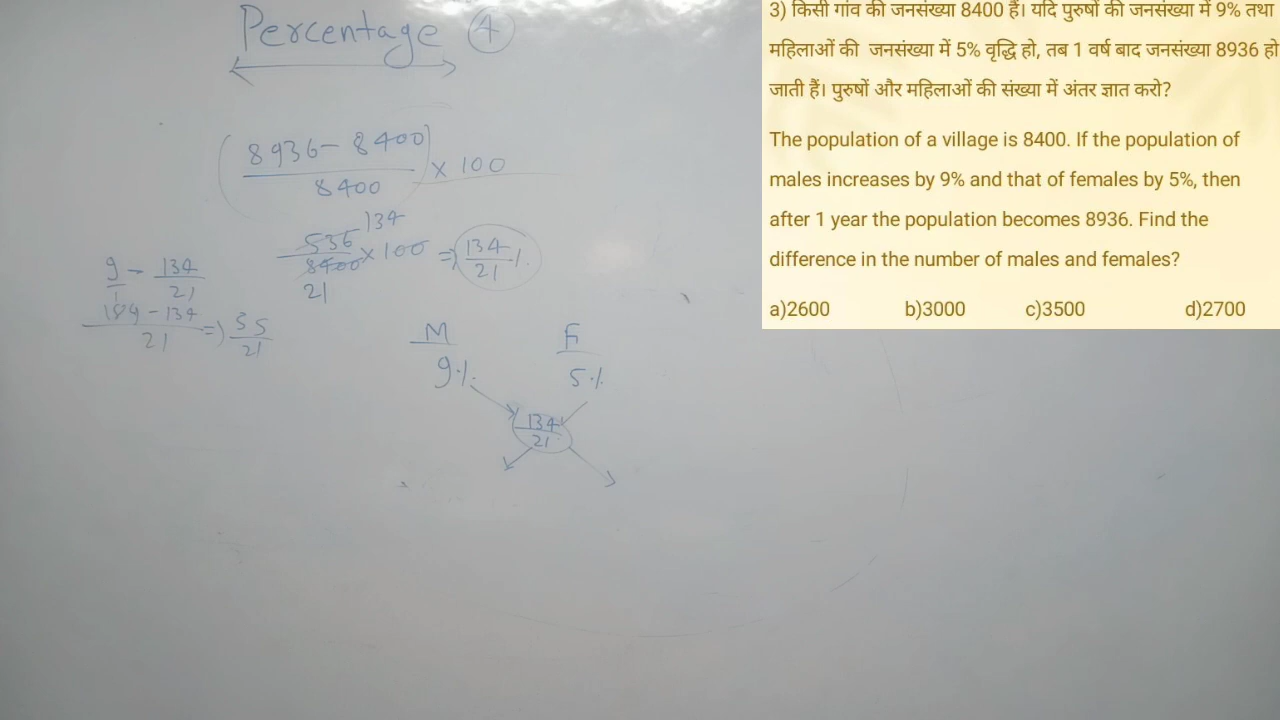 Percentage 4
(8936 - 8400) × 100
8400
536 134
8400 × 100 => 134/21 %
21
9/1 - 134/21
189 - 134
21 => 55/21
M F
9% 5%
134
21
3) किसी गांव की जनसंख्या 8400 हैं। यदि पुरुषों की जनसंख्या में 9% तथा
महिलाओं की जनसंख्या में 5% वृद्धि हो, तब 1 वर्ष बाद जनसंख्या 8936 हो
जाती हैं। पुरुषों और महिलाओं की संख्या में अंतर ज्ञात करो?
The population of a village is 8400. If the population of
males increases by 9% and that of females by 5%, then
after 1 year the population becomes 8936. Find the
difference in the number of males and females?
a)2600 b)3000 c)3500 d)2700